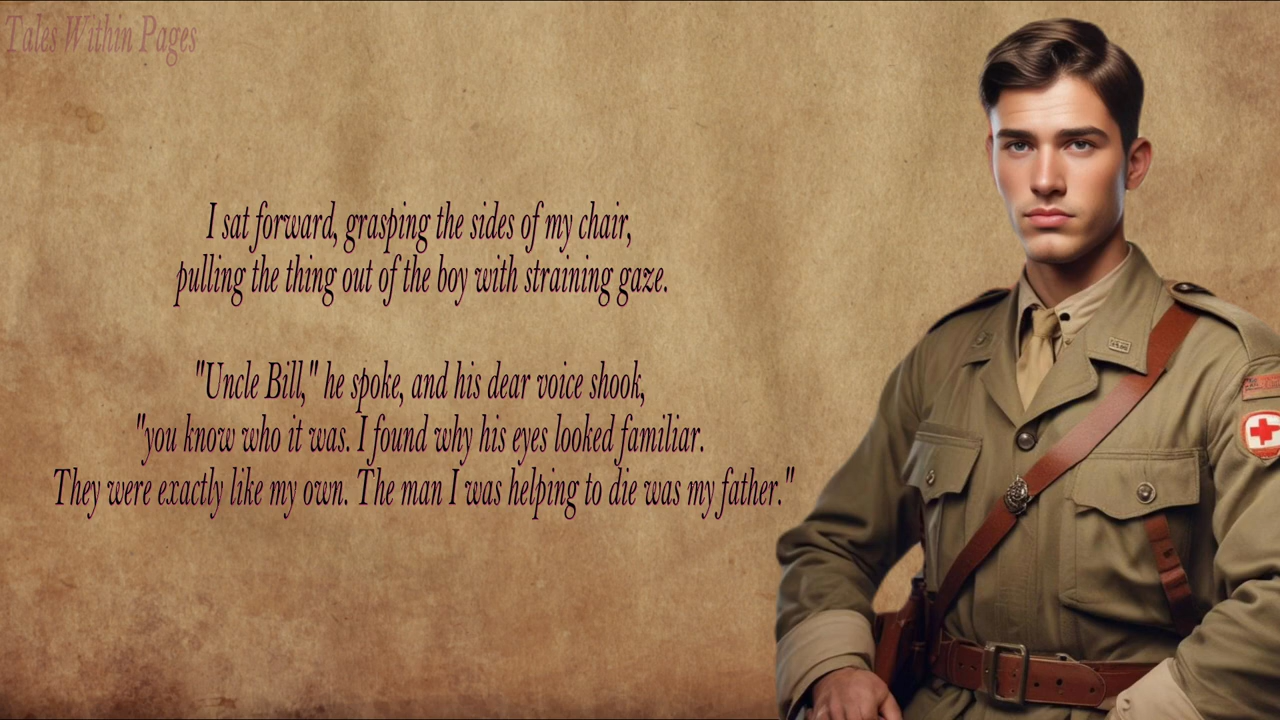 Tales Within Pages
I sat forward, grasping the sides of my chair,
pulling the thing out of the boy with straining gaze.
"Uncle Bill," he spoke, and his dear voice shook,
"you know who it was. I found why his eyes looked familiar.
They were exactly like my own. The man I was helping to die was my father."